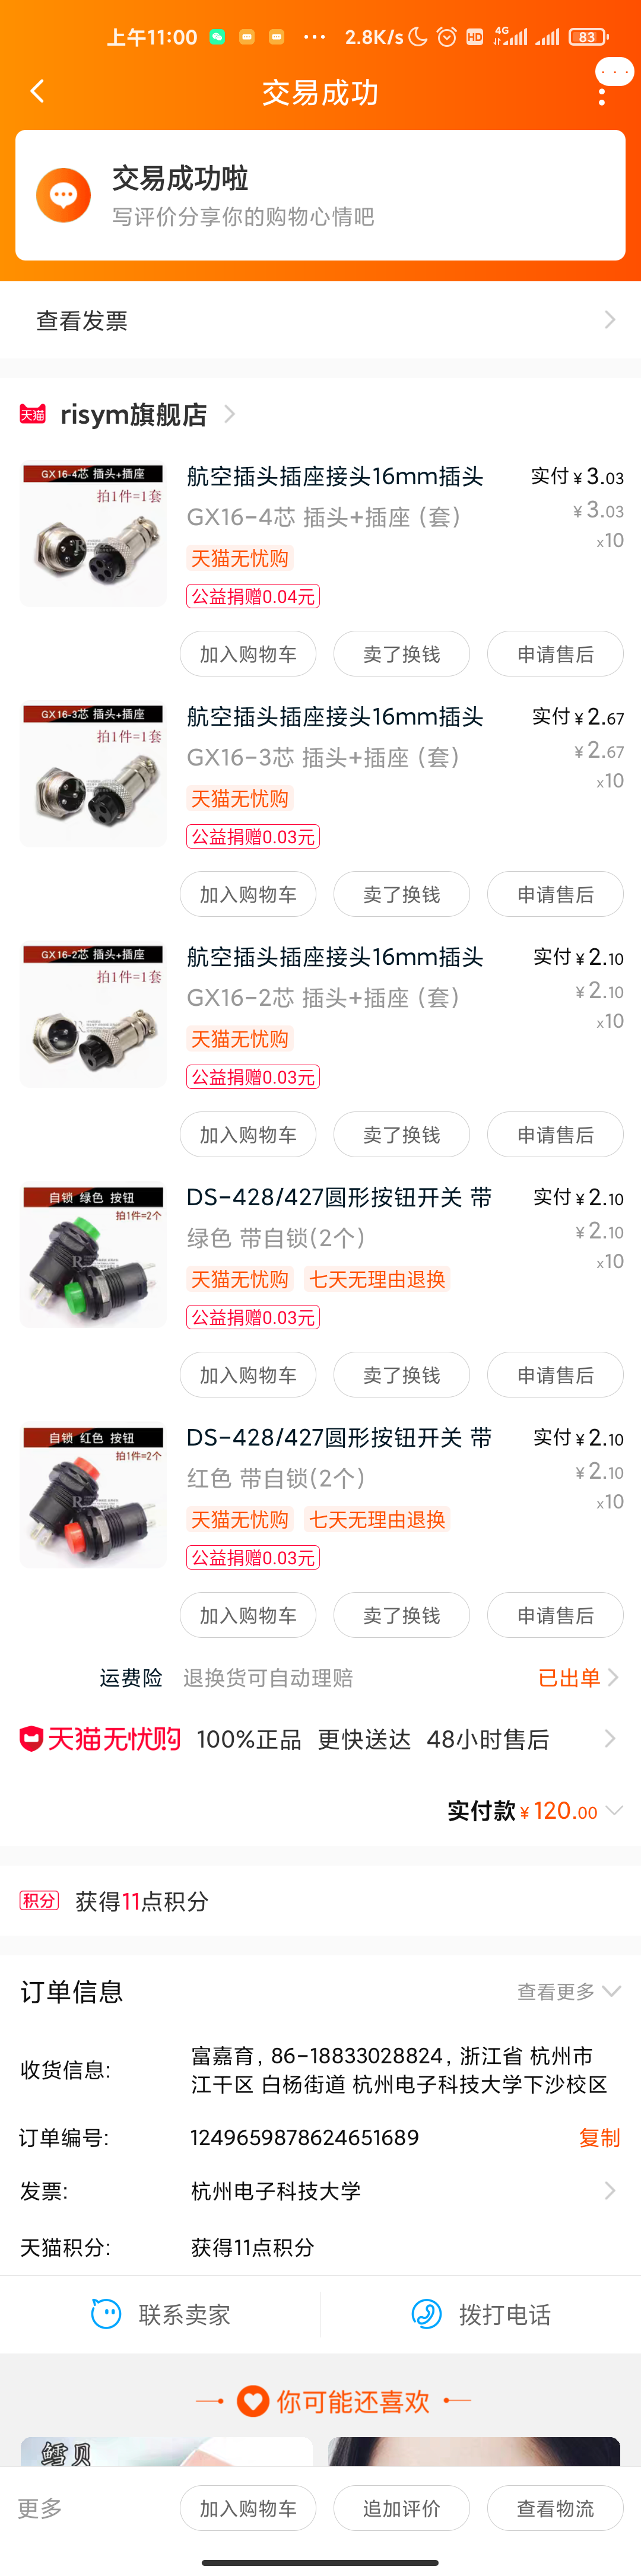 上午11:00 ··· 2.8K/s HD 4G 83
交易成功
交易成功啦
写评价分享你的购物心情吧
查看发票
天猫 risym旗舰店
GX16-4芯 插头+插座
拍1件=1套
航空插头插座接头16mm插头 实付¥3.03
GX16-4芯 插头+插座 (套) ¥3.03
x10
天猫无忧购
公益捐赠0.04元
加入购物车 卖了换钱 申请售后
GX16-3芯 插头+插座
拍1件=1套
航空插头插座接头16mm插头 实付¥2.67
GX16-3芯 插头+插座 (套) ¥2.67
x10
天猫无忧购
公益捐赠0.03元
加入购物车 卖了换钱 申请售后
GX16-2芯 插头+插座
拍1件=1套
航空插头插座接头16mm插头 实付¥2.10
GX16-2芯 插头+插座 (套) ¥2.10
x10
天猫无忧购
公益捐赠0.03元
加入购物车 卖了换钱 申请售后
自锁 绿色 按钮
拍1件=2个
DS-428/427圆形按钮开关 带 实付¥2.10
绿色 带自锁(2个) ¥2.10
x10
天猫无忧购 七天无理由退换
公益捐赠0.03元
加入购物车 卖了换钱 申请售后
自锁 红色 按钮
拍1件=2个
DS-428/427圆形按钮开关 带 实付¥2.10
红色 带自锁(2个) ¥2.10
x10
天猫无忧购 七天无理由退换
公益捐赠0.03元
加入购物车 卖了换钱 申请售后
运费险 退换货可自动理赔 已出单
天猫无忧购 100%正品 更快送达 48小时售后
实付款¥120.00
积分 获得11点积分
订单信息 查看更多
收货信息: 富嘉育, 86-18833028824, 浙江省 杭州市
江干区 白杨街道 杭州电子科技大学下沙校区
订单编号: 1249659878624651689 复制
发票: 杭州电子科技大学
天猫积分: 获得11点积分
联系卖家 拨打电话
你可能还喜欢
鳕贝
更多 加入购物车 追加评价 查看物流